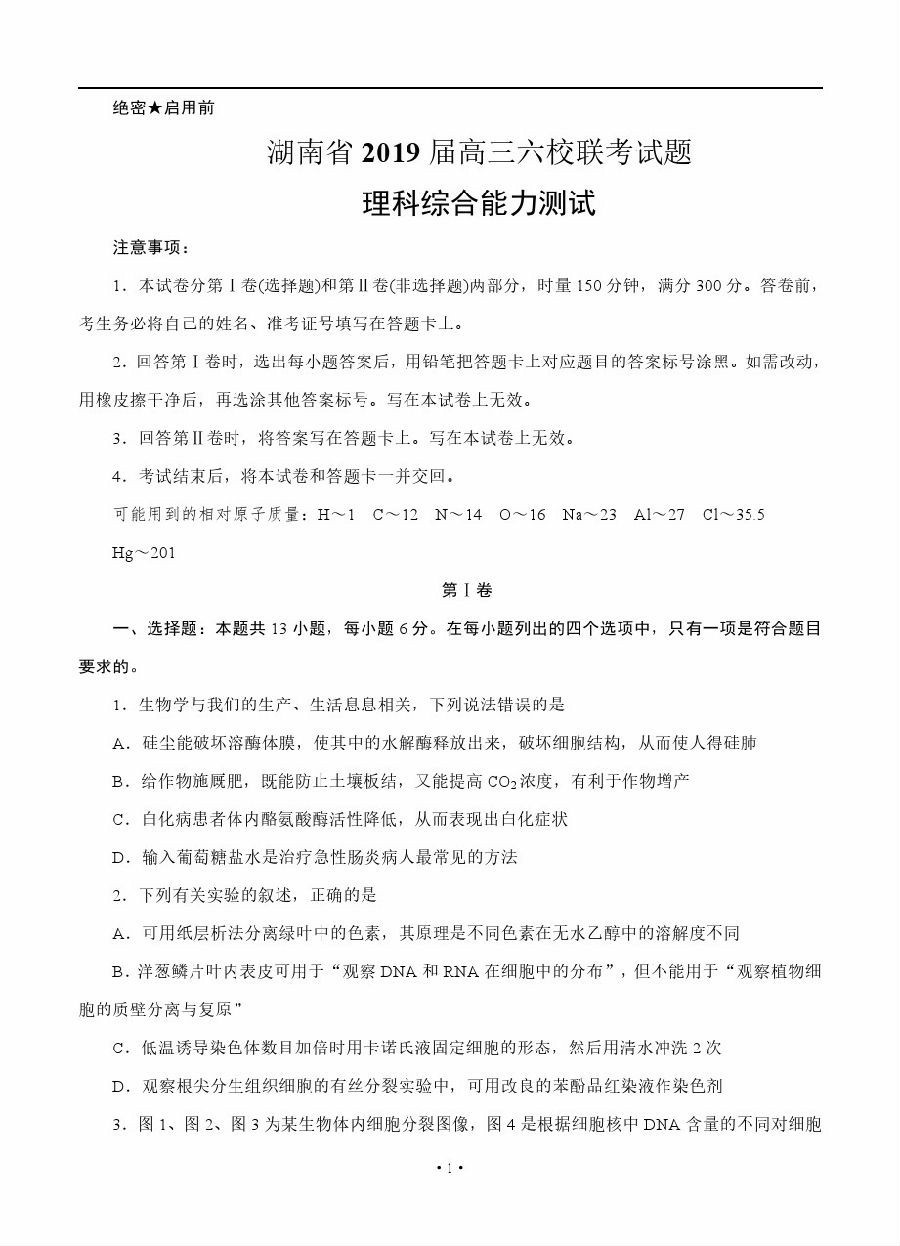 绝密★启用前
湖南省 2019 届高三六校联考试题
理科综合能力测试
注意事项：
1．本试卷分第Ⅰ卷(选择题)和第Ⅱ卷(非选择题)两部分，时量 150 分钟，满分 300 分。答卷前，
考生务必将自己的姓名、准考证号填写在答题卡上。
2．回答第Ⅰ卷时，选出每小题答案后，用铅笔把答题卡上对应题目的答案标号涂黑。如需改动，
用橡皮擦干净后，再选涂其他答案标号。写在本试卷上无效。
3．回答第Ⅱ卷时，将答案写在答题卡上。写在本试卷上无效。
4．考试结束后，将本试卷和答题卡一并交回。
可能用到的相对原子质量：H～1　C～12　N～14　O～16　Na～23　Al～27　Cl～35.5
Hg～201
第Ⅰ卷
一、选择题：本题共 13 小题，每小题 6 分。在每小题列出的四个选项中，只有一项是符合题目
要求的。
1．生物学与我们的生产、生活息息相关，下列说法错误的是
A．硅尘能破坏溶酶体膜，使其中的水解酶释放出来，破坏细胞结构，从而使人得硅肺
B．给作物施厩肥，既能防止土壤板结，又能提高 CO₂浓度，有利于作物增产
C．白化病患者体内酪氨酸酶活性降低，从而表现出白化症状
D．输入葡萄糖盐水是治疗急性肠炎病人最常见的方法
2．下列有关实验的叙述，正确的是
A．可用纸层析法分离绿叶中的色素，其原理是不同色素在无水乙醇中的溶解度不同
B．洋葱鳞片叶内表皮可用于“观察 DNA 和 RNA 在细胞中的分布”，但不能用于“观察植物细
胞的质壁分离与复原”
C．低温诱导染色体数目加倍时用卡诺氏液固定细胞的形态，然后用清水冲洗 2 次
D．观察根尖分生组织细胞的有丝分裂实验中，可用改良的苯酚品红染液作染色剂
3．图 1、图 2、图 3 为某生物体内细胞分裂图像，图 4 是根据细胞核中 DNA 含量的不同对细胞
·1·